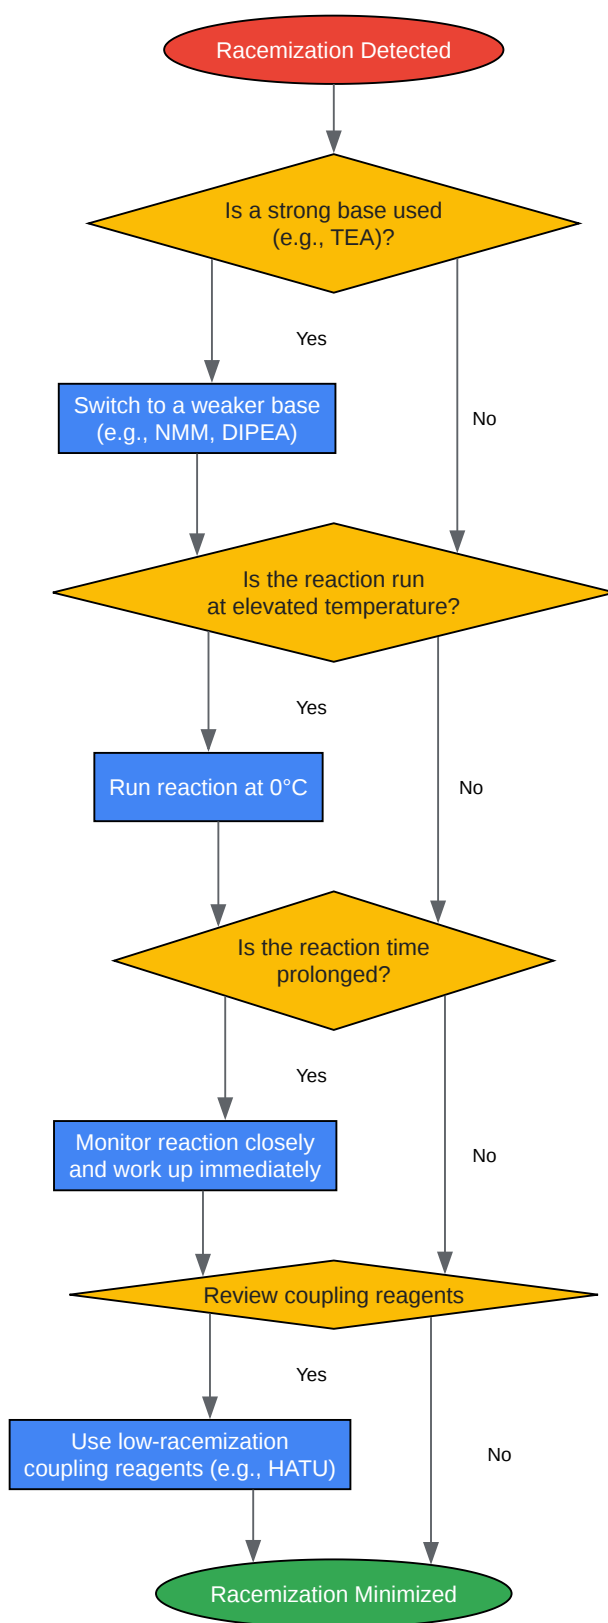 Racemization Detected
Is a strong base used
(e.g., TEA)?
Yes
Switch to a weaker base
(e.g., NMM, DIPEA)
No
Is the reaction run
at elevated temperature?
Yes
Run reaction at 0°C
No
Is the reaction time
prolonged?
Yes
Monitor reaction closely
and work up immediately
No
Review coupling reagents
Yes
Use low-racemization
coupling reagents (e.g., HATU)
No
Racemization Minimized